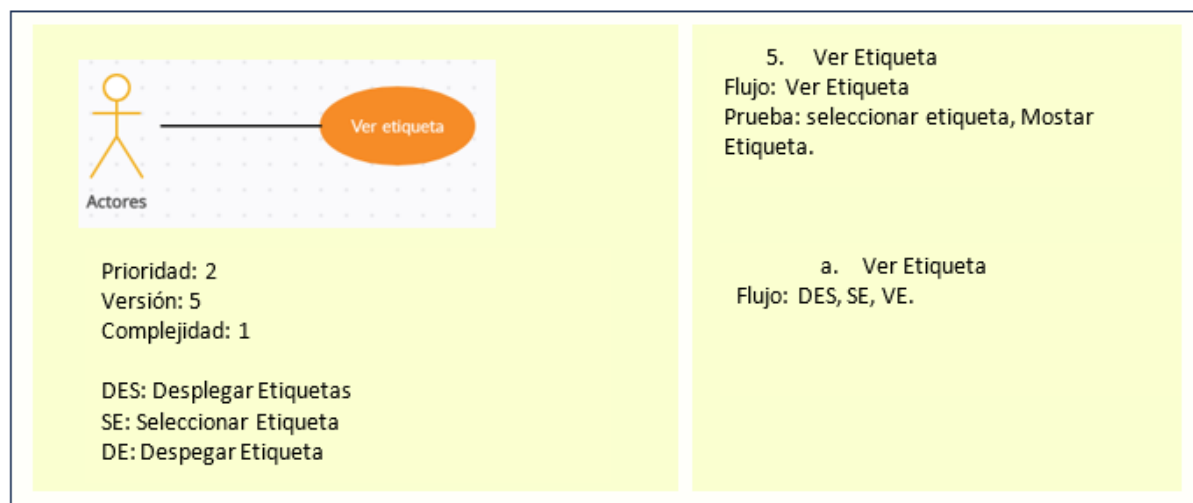 Ver etiqueta
Actores
Prioridad: 2
Versión: 5
Complejidad: 1
DES: Desplegar Etiquetas
SE: Seleccionar Etiqueta
DE: Despegar Etiqueta
5. Ver Etiqueta
Flujo: Ver Etiqueta
Prueba: seleccionar etiqueta, Mostar
Etiqueta.
a. Ver Etiqueta
Flujo: DES, SE, VE.